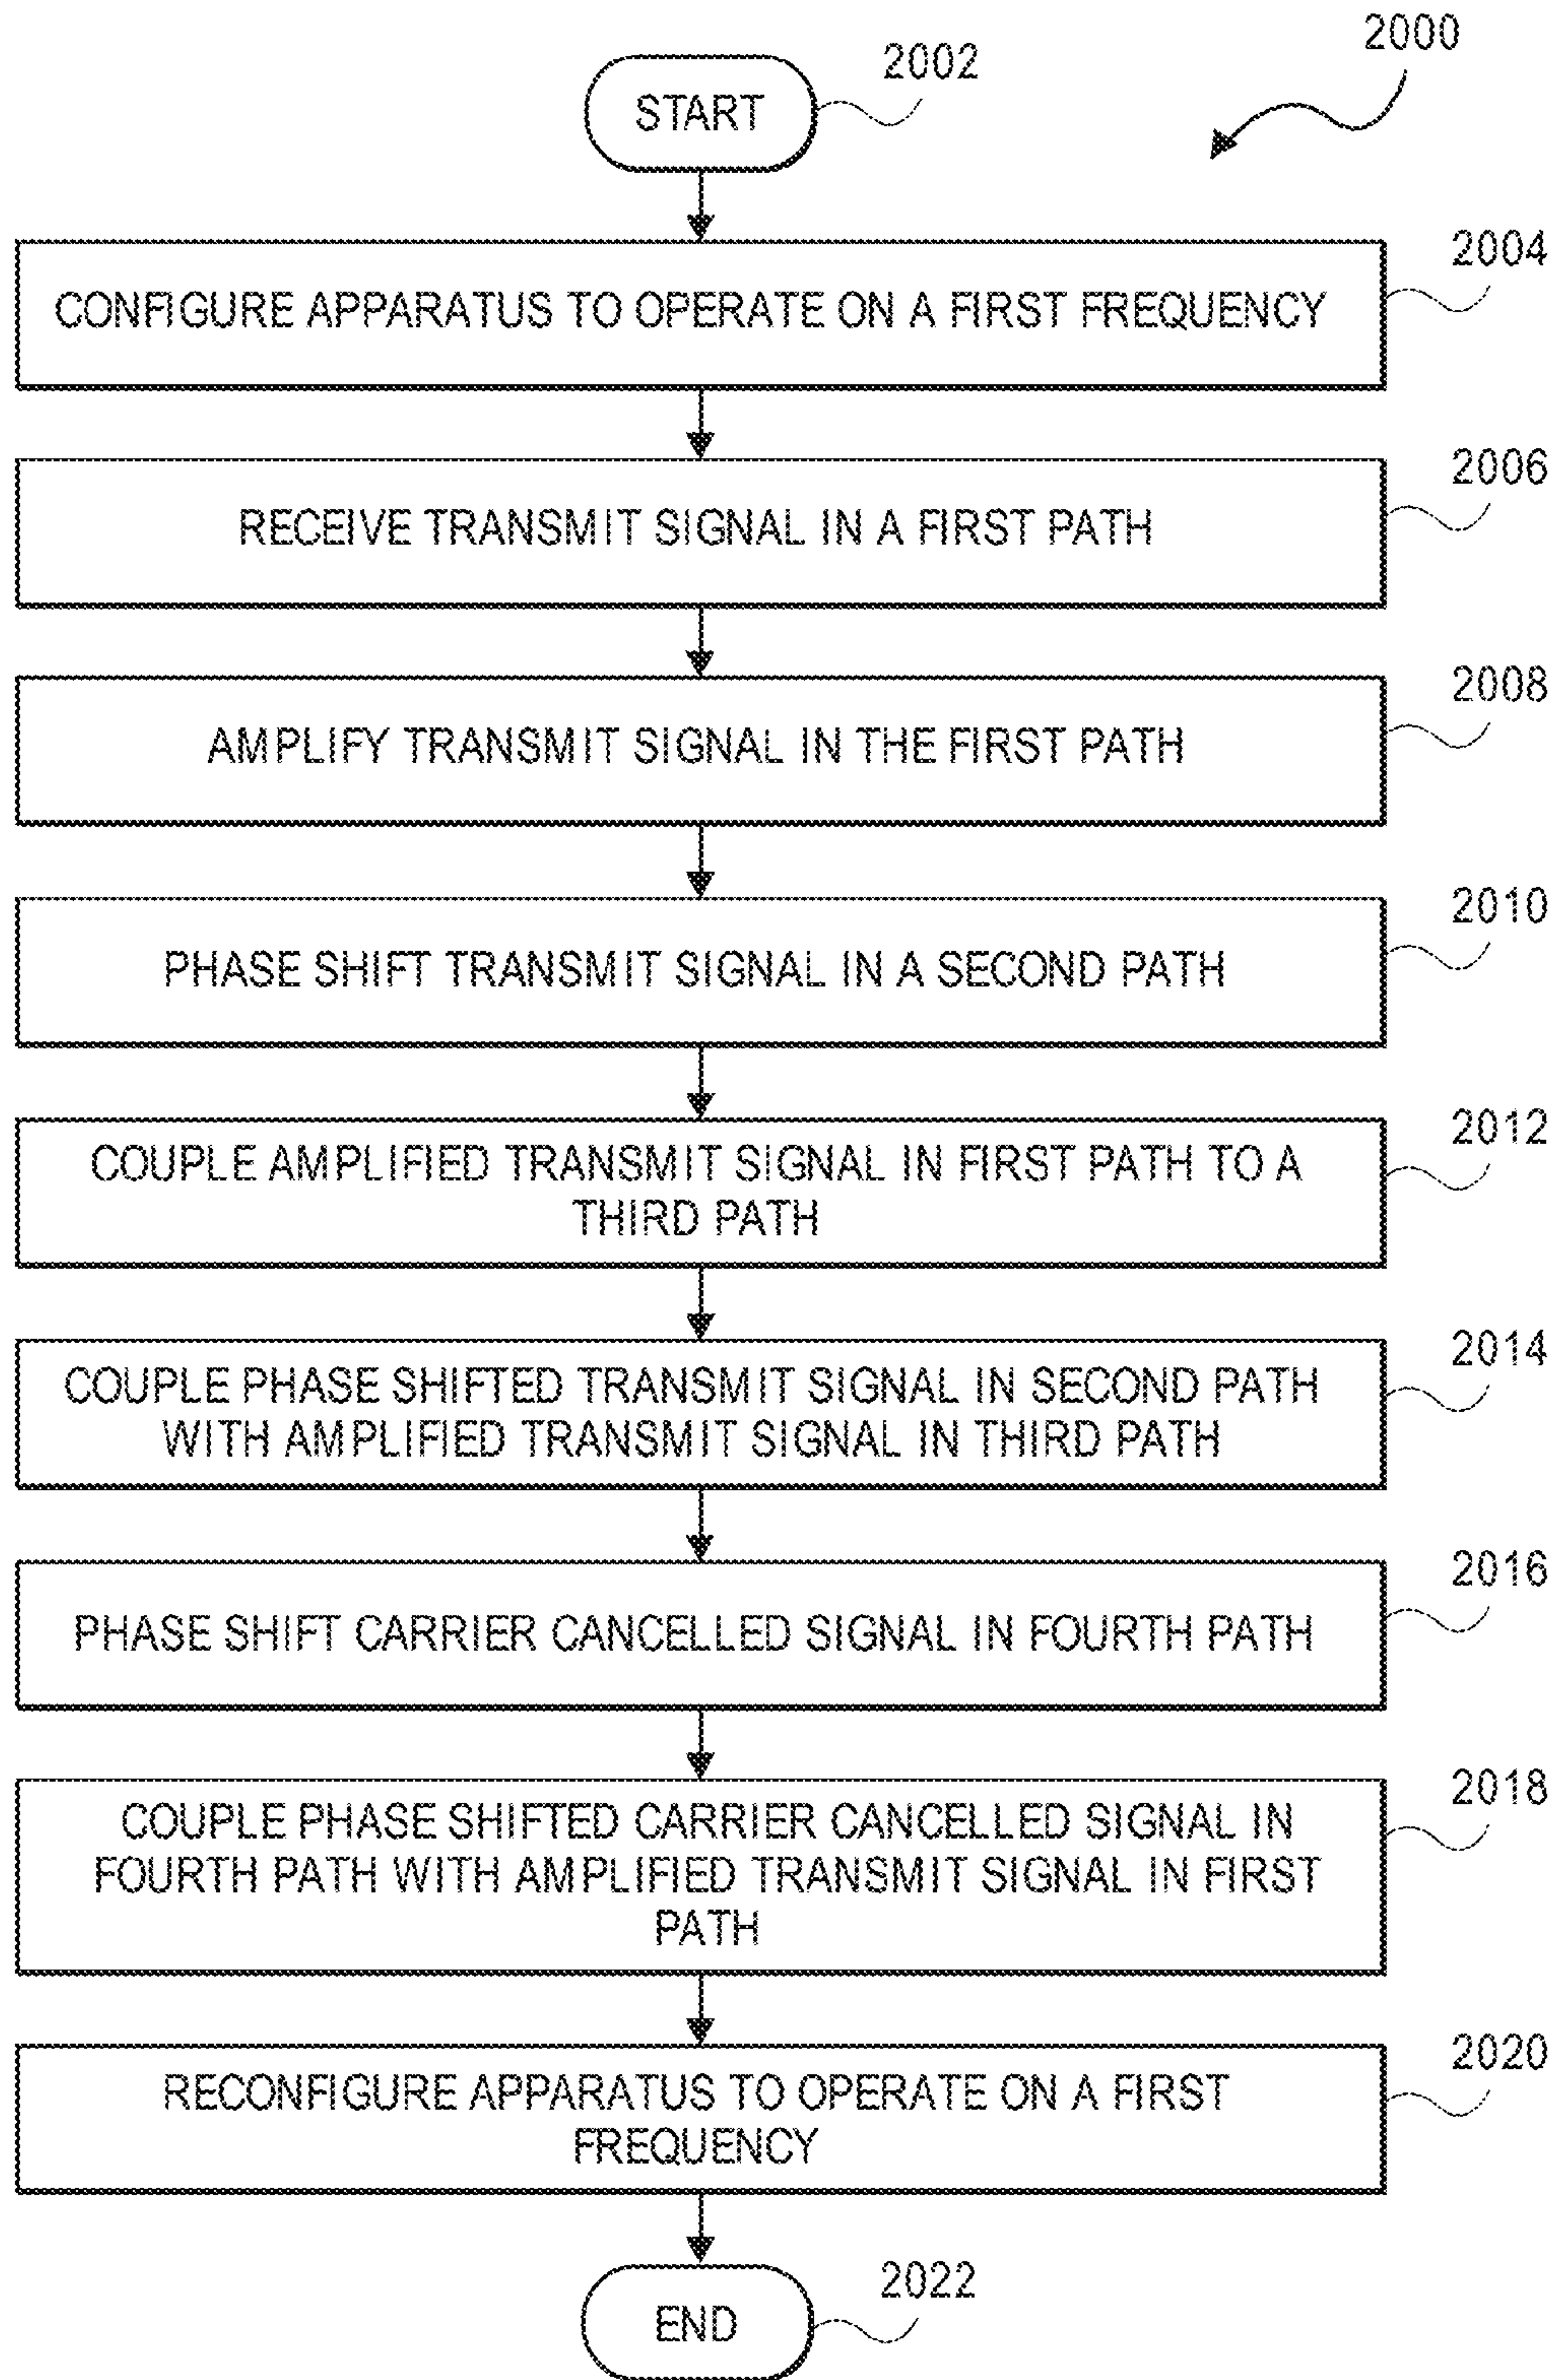 2000
START
2002
CONFIGURE APPARATUS TO OPERATE ON A FIRST FREQUENCY
2004
RECEIVE TRANSMIT SIGNAL IN A FIRST PATH
2006
AMPLIFY TRANSMIT SIGNAL IN THE FIRST PATH
2008
PHASE SHIFT TRANSMIT SIGNAL IN A SECOND PATH
2010
COUPLE AMPLIFIED TRANSMIT SIGNAL IN FIRST PATH TO A
THIRD PATH
2012
COUPLE PHASE SHIFTED TRANSMIT SIGNAL IN SECOND PATH
WITH AMPLIFIED TRANSMIT SIGNAL IN THIRD PATH
2014
PHASE SHIFT CARRIER CANCELLED SIGNAL IN FOURTH PATH
2016
COUPLE PHASE SHIFTED CARRIER CANCELLED SIGNAL IN
FOURTH PATH WITH AMPLIFIED TRANSMIT SIGNAL IN FIRST
PATH
2018
RECONFIGURE APPARATUS TO OPERATE ON A FIRST
FREQUENCY
2020
END
2022